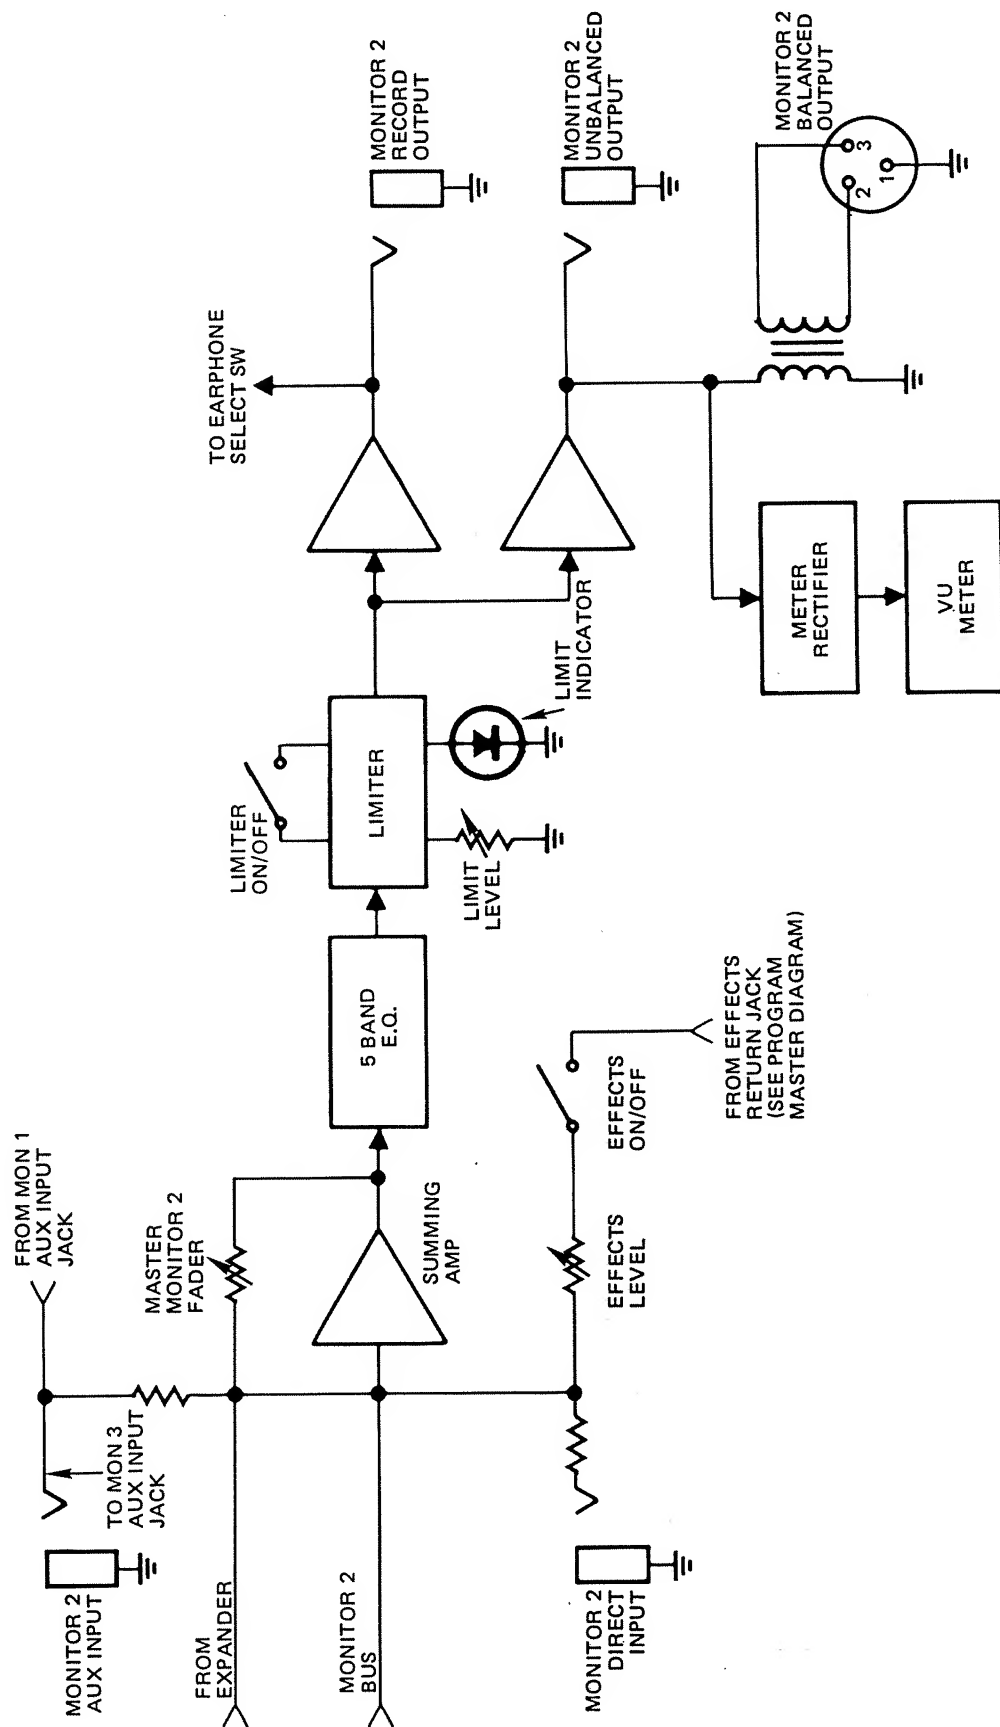 MONITOR 2
AUX INPUT
TO MON 3
AUX INPUT
JACK
FROM MON 1
AUX INPUT
JACK
FROM
EXPANDER
MONITOR 2
BUS
MONITOR 2
DIRECT
INPUT
MASTER
MONITOR 2
FADER
SUMMING
AMP
EFFECTS
LEVEL
EFFECTS
ON/OFF
FROM EFFECTS
RETURN JACK
(SEE PROGRAM
MASTER DIAGRAM)
5 BAND
E.Q.
LIMITER
ON/OFF
LIMITER
LIMIT
LEVEL
LIMIT
INDICATOR
TO EARPHONE
SELECT SW
MONITOR 2
RECORD
OUTPUT
MONITOR 2
UNBALANCED
OUTPUT
METER
RECTIFIER
VU
METER
MONITOR 2
BALANCED
OUTPUT
2
1
3